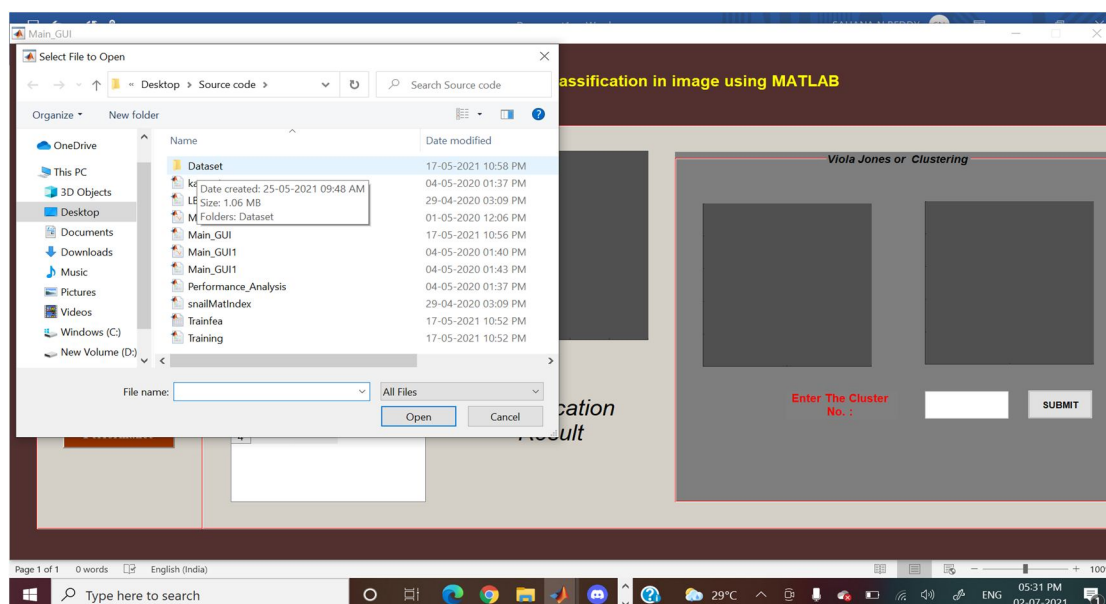 Main_GUI
Select File to Open
« Desktop > Source code >
Search Source code
assification in image using MATLAB
Organize
New folder
Name
Date modified
OneDrive
This PC
3D Objects
Desktop
Documents
Downloads
Music
Pictures
Videos
Windows (C:)
New Volume (D:)
Dataset 17-05-2021 10:58 PM
ka 04-05-2020 01:37 PM
LE 29-04-2020 03:09 PM
M 01-05-2020 12:06 PM
Date created: 25-05-2021 09:48 AM
Size: 1.06 MB
Folders: Dataset
Main_GUI 17-05-2021 10:56 PM
Main_GUI1 04-05-2020 01:40 PM
Main_GUI1 04-05-2020 01:43 PM
Performance_Analysis 04-05-2020 01:37 PM
snailMatIndex 29-04-2020 03:09 PM
Trainfea 17-05-2021 10:52 PM
Training 17-05-2021 10:52 PM
File name:
All Files
Open
Cancel
Viola Jones or Clustering
Enter The Cluster
No. :
SUBMIT
cation
Result
4
Page 1 of 1 0 words English (India)
100%
Type here to search
29°C
ENG
05:31 PM
02-07-2021